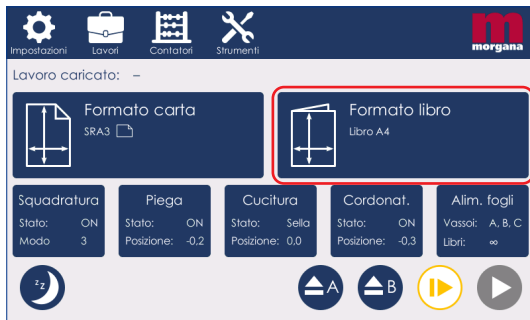 Impostazioni Lavori Contatori Strumenti
morgana
Lavoro caricato: –
Formato carta
SRA3
Formato libro
Libro A4
Squadratura
Stato: ON
Modo 3
Piega
Stato: ON
Posizione: -0,2
Cucitura
Stato: Sella
Posizione: 0,0
Cordonat.
Stato: ON
Posizione: -0,3
Alim. fogli
Vassoi: A, B, C
Libri: ∞
z z
A
B